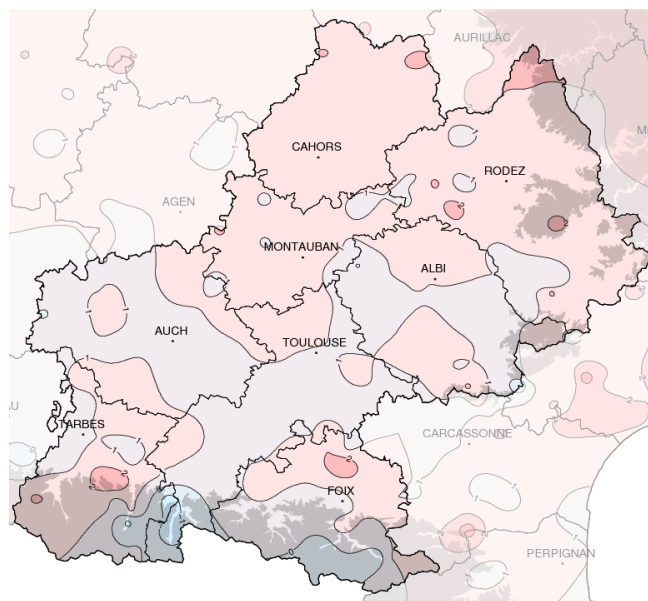 AURILLAC
CAHORS
RODEZ
AGEN
MONTAUBAN
ALBI
AUCH
TOULOUSE
TARBES
CARCASSONNE
FOIX
PERPIGNAN